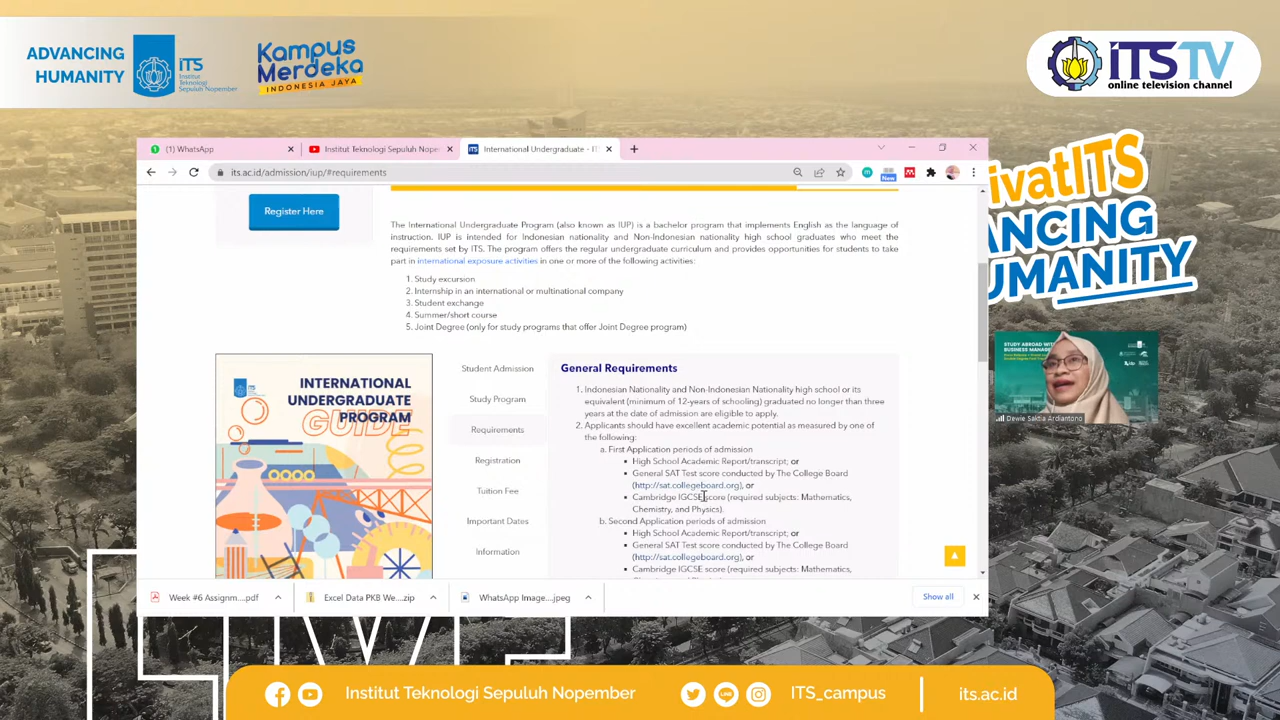 ADVANCING
HUMANITY
ITS
Institut
Teknologi
Sepuluh Nopember
Kampus
Merdeka
INDONESIA JAYA
iTSTV
online television channel
ivatITS
ANCING
UMANITY
(1) WhatsApp
Institut Teknologi Sepuluh Nope
International Undergraduate - IT
its.ac.id/admission/iup/#requirements
New
Register Here
The International Undergraduate Program (also known as IUP) is a bachelor program that implements English as the language of
instruction. IUP is intended for Indonesian nationality and Non-Indonesian nationality high school graduates who meet the
requirements set by ITS. The program offers the regular undergraduate curriculum and provides opportunities for students to take
part in international exposure activities in one or more of the following activities:
1. Study excursion
2. Internship in an international or multinational company
3. Student exchange
4. Summer/short course
5. Joint Degree (only for study programs that offer Joint Degree program)
INTERNATIONAL
UNDERGRADUATE
PROGRAM
GUIDE
Student Admission
Study Program
Requirements
Registration
Tuition Fee
Important Dates
Information
General Requirements
1. Indonesian Nationality and Non-Indonesian Nationality high school or its
equivalent (minimum of 12-years of schooling) graduated no longer than three
years at the date of admission are eligible to apply.
2. Applicants should have excellent academic potential as measured by one of
the following:
a. First Application periods of admission
High School Academic Report/transcript; or
General SAT Test score conducted by The College Board
(http://sat.collegeboard.org), or
Cambridge IGCSE score (required subjects: Mathematics,
Chemistry, and Physics).
b. Second Application periods of admission
High School Academic Report/transcript; or
General SAT Test score conducted by The College Board
(http://sat.collegeboard.org), or
Cambridge IGCSE score (required subjects: Mathematics,
STUDY ABROAD WIT
BUSINESS MANAGE
Dewie Saktia Ardiantono
Week #6 Assignm....pdf
Excel Data PKB We....zip
WhatsApp Image....jpeg
Show all
Institut Teknologi Sepuluh Nopember
ITS_campus
its.ac.id